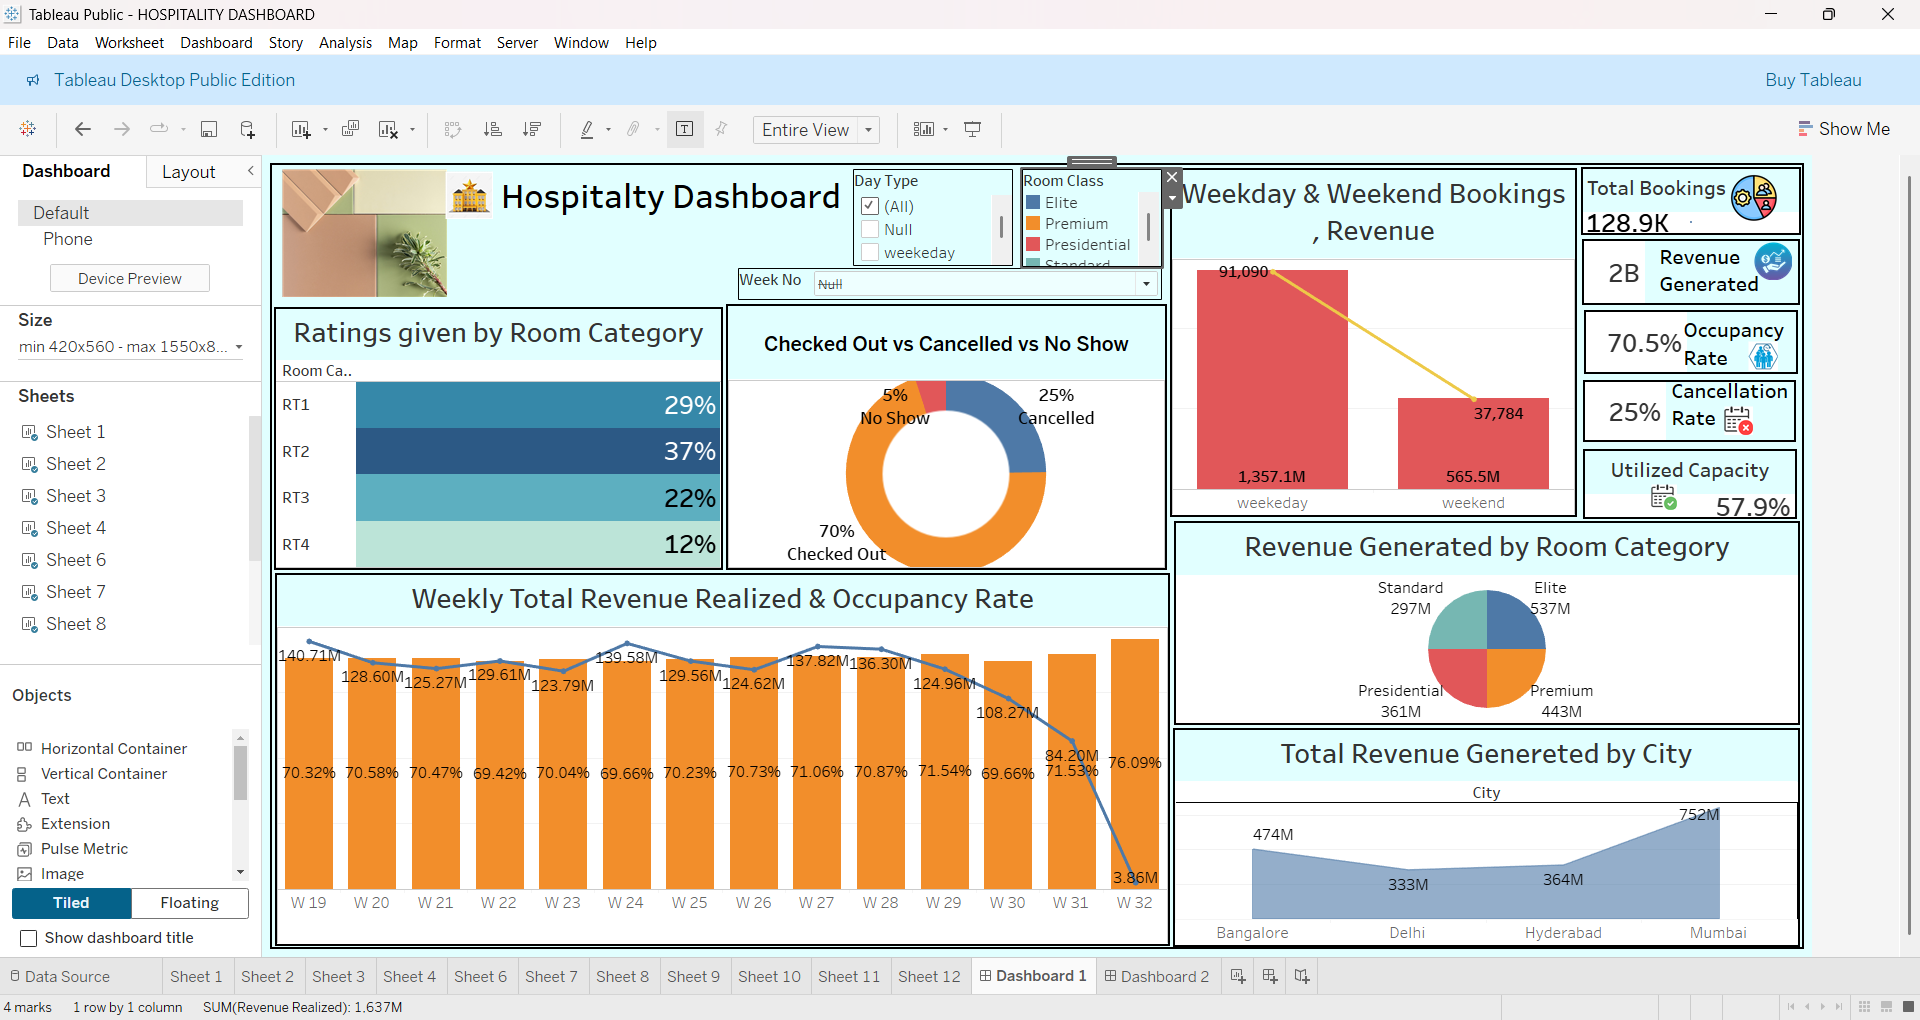 Tableau Public - HOSPITALITY DASHBOARD
File Data Worksheet Dashboard Story Analysis Map Format Server Window Help
Tableau Desktop Public Edition
Buy Tableau
Entire View
Show Me
Dashboard
Layout
Default
Phone
Device Preview
Size
min 420x560 - max 1550x8...
Sheets
Sheet 1
Sheet 2
Sheet 3
Sheet 4
Sheet 6
Sheet 7
Sheet 8
Objects
Horizontal Container
Vertical Container
Text
Extension
Pulse Metric
Image
Tiled
Floating
Show dashboard title
Hospitalty Dashboard
Day Type
(All)
Null
weekeday
Room Class
Elite
Premium
Presidential
Standard
Week No
Null
Weekday & Weekend Bookings
, Revenue
91,090
37,784
1,357.1M
565.5M
weekeday
weekend
Total Bookings
128.9K
2B
Revenue
Generated
70.5%
Occupancy
Rate
25%
Cancellation
Rate
Utilized Capacity
57.9%
Ratings given by Room Category
Room Ca..
RT1 29%
RT2 37%
RT3 22%
RT4 12%
Checked Out vs Cancelled vs No Show
5%
No Show
25%
Cancelled
70%
Checked Out
Weekly Total Revenue Realized & Occupancy Rate
140.71M 128.60M 125.27M 129.61M 123.79M 139.58M 129.56M 124.62M 137.82M 136.30M 124.96M 108.27M 84.20M 3.86M
70.32% 70.58% 70.47% 69.42% 70.04% 69.66% 70.23% 70.73% 71.06% 70.87% 71.54% 69.66% 71.53% 76.09%
W 19 W 20 W 21 W 22 W 23 W 24 W 25 W 26 W 27 W 28 W 29 W 30 W 31 W 32
Revenue Generated by Room Category
Standard
297M
Elite
537M
Presidential
361M
Premium
443M
Total Revenue Genereted by City
City
474M
333M
364M
752M
Bangalore
Delhi
Hyderabad
Mumbai
Data Source
Sheet 1
Sheet 2
Sheet 3
Sheet 4
Sheet 6
Sheet 7
Sheet 8
Sheet 9
Sheet 10
Sheet 11
Sheet 12
Dashboard 1
Dashboard 2
4 marks
1 row by 1 column
SUM(Revenue Realized): 1,637M